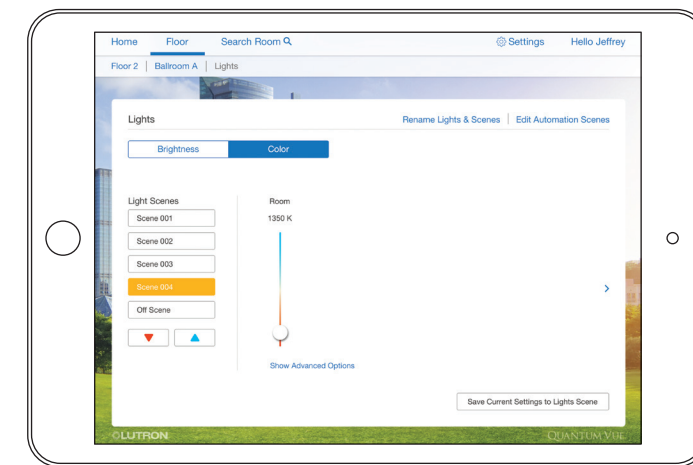 Home Floor Search Room Settings Hello Jeffrey
Floor 2 | Ballroom A | Lights
Lights Rename Lights & Scenes | Edit Automation Scenes
Brightness Color
Light Scenes Room
Scene 001 1350 K
Scene 002
Scene 003
Scene 004
Off Scene
Show Advanced Options
Save Current Settings to Lights Scene
LUTRON QUANTUM VUE